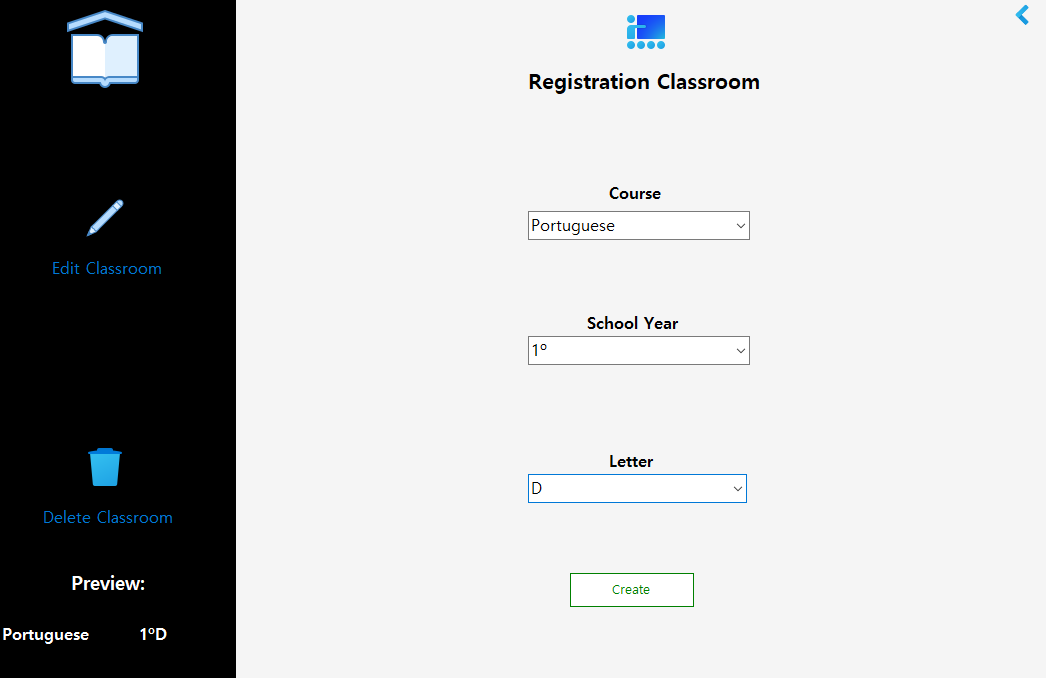 Edit Classroom
Delete Classroom
Preview:
Portuguese 1ºD
Registration Classroom
Course
Portuguese
School Year
1º
Letter
D
Create